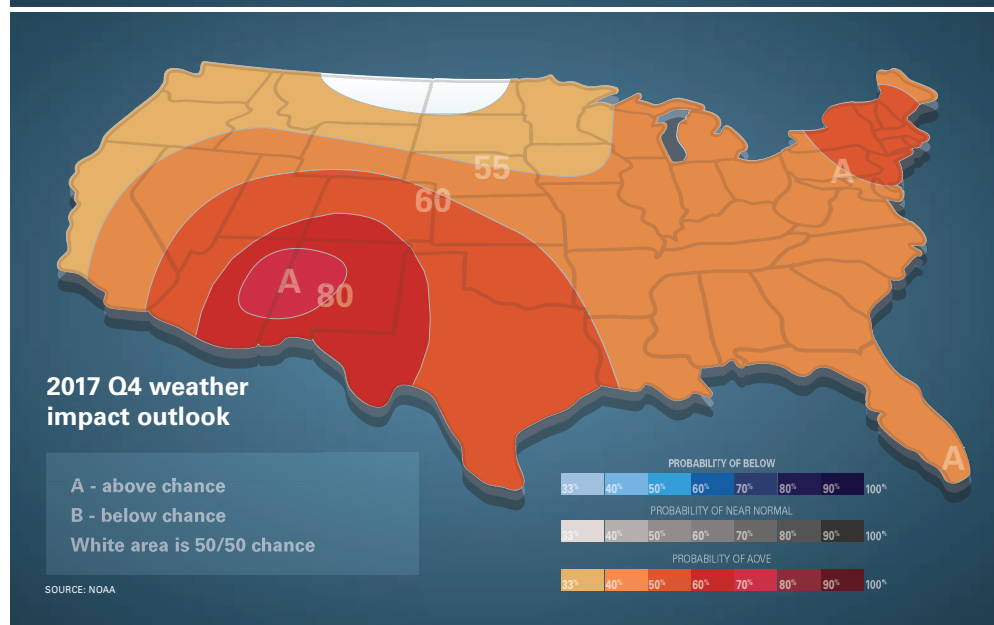 55
60
A
A
80
2017 Q4 weather
impact outlook
A - above chance
B - below chance
White area is 50/50 chance
SOURCE: NOAA
A
PROBABILITY OF BELOW
33% 40% 50% 60% 70% 80% 90% 100%
PROBABILITY OF NEAR NORMAL
33% 40% 50% 60% 70% 80% 90% 100%
PROBABILITY OF AOVE
33% 40% 50% 60% 70% 80% 90% 100%